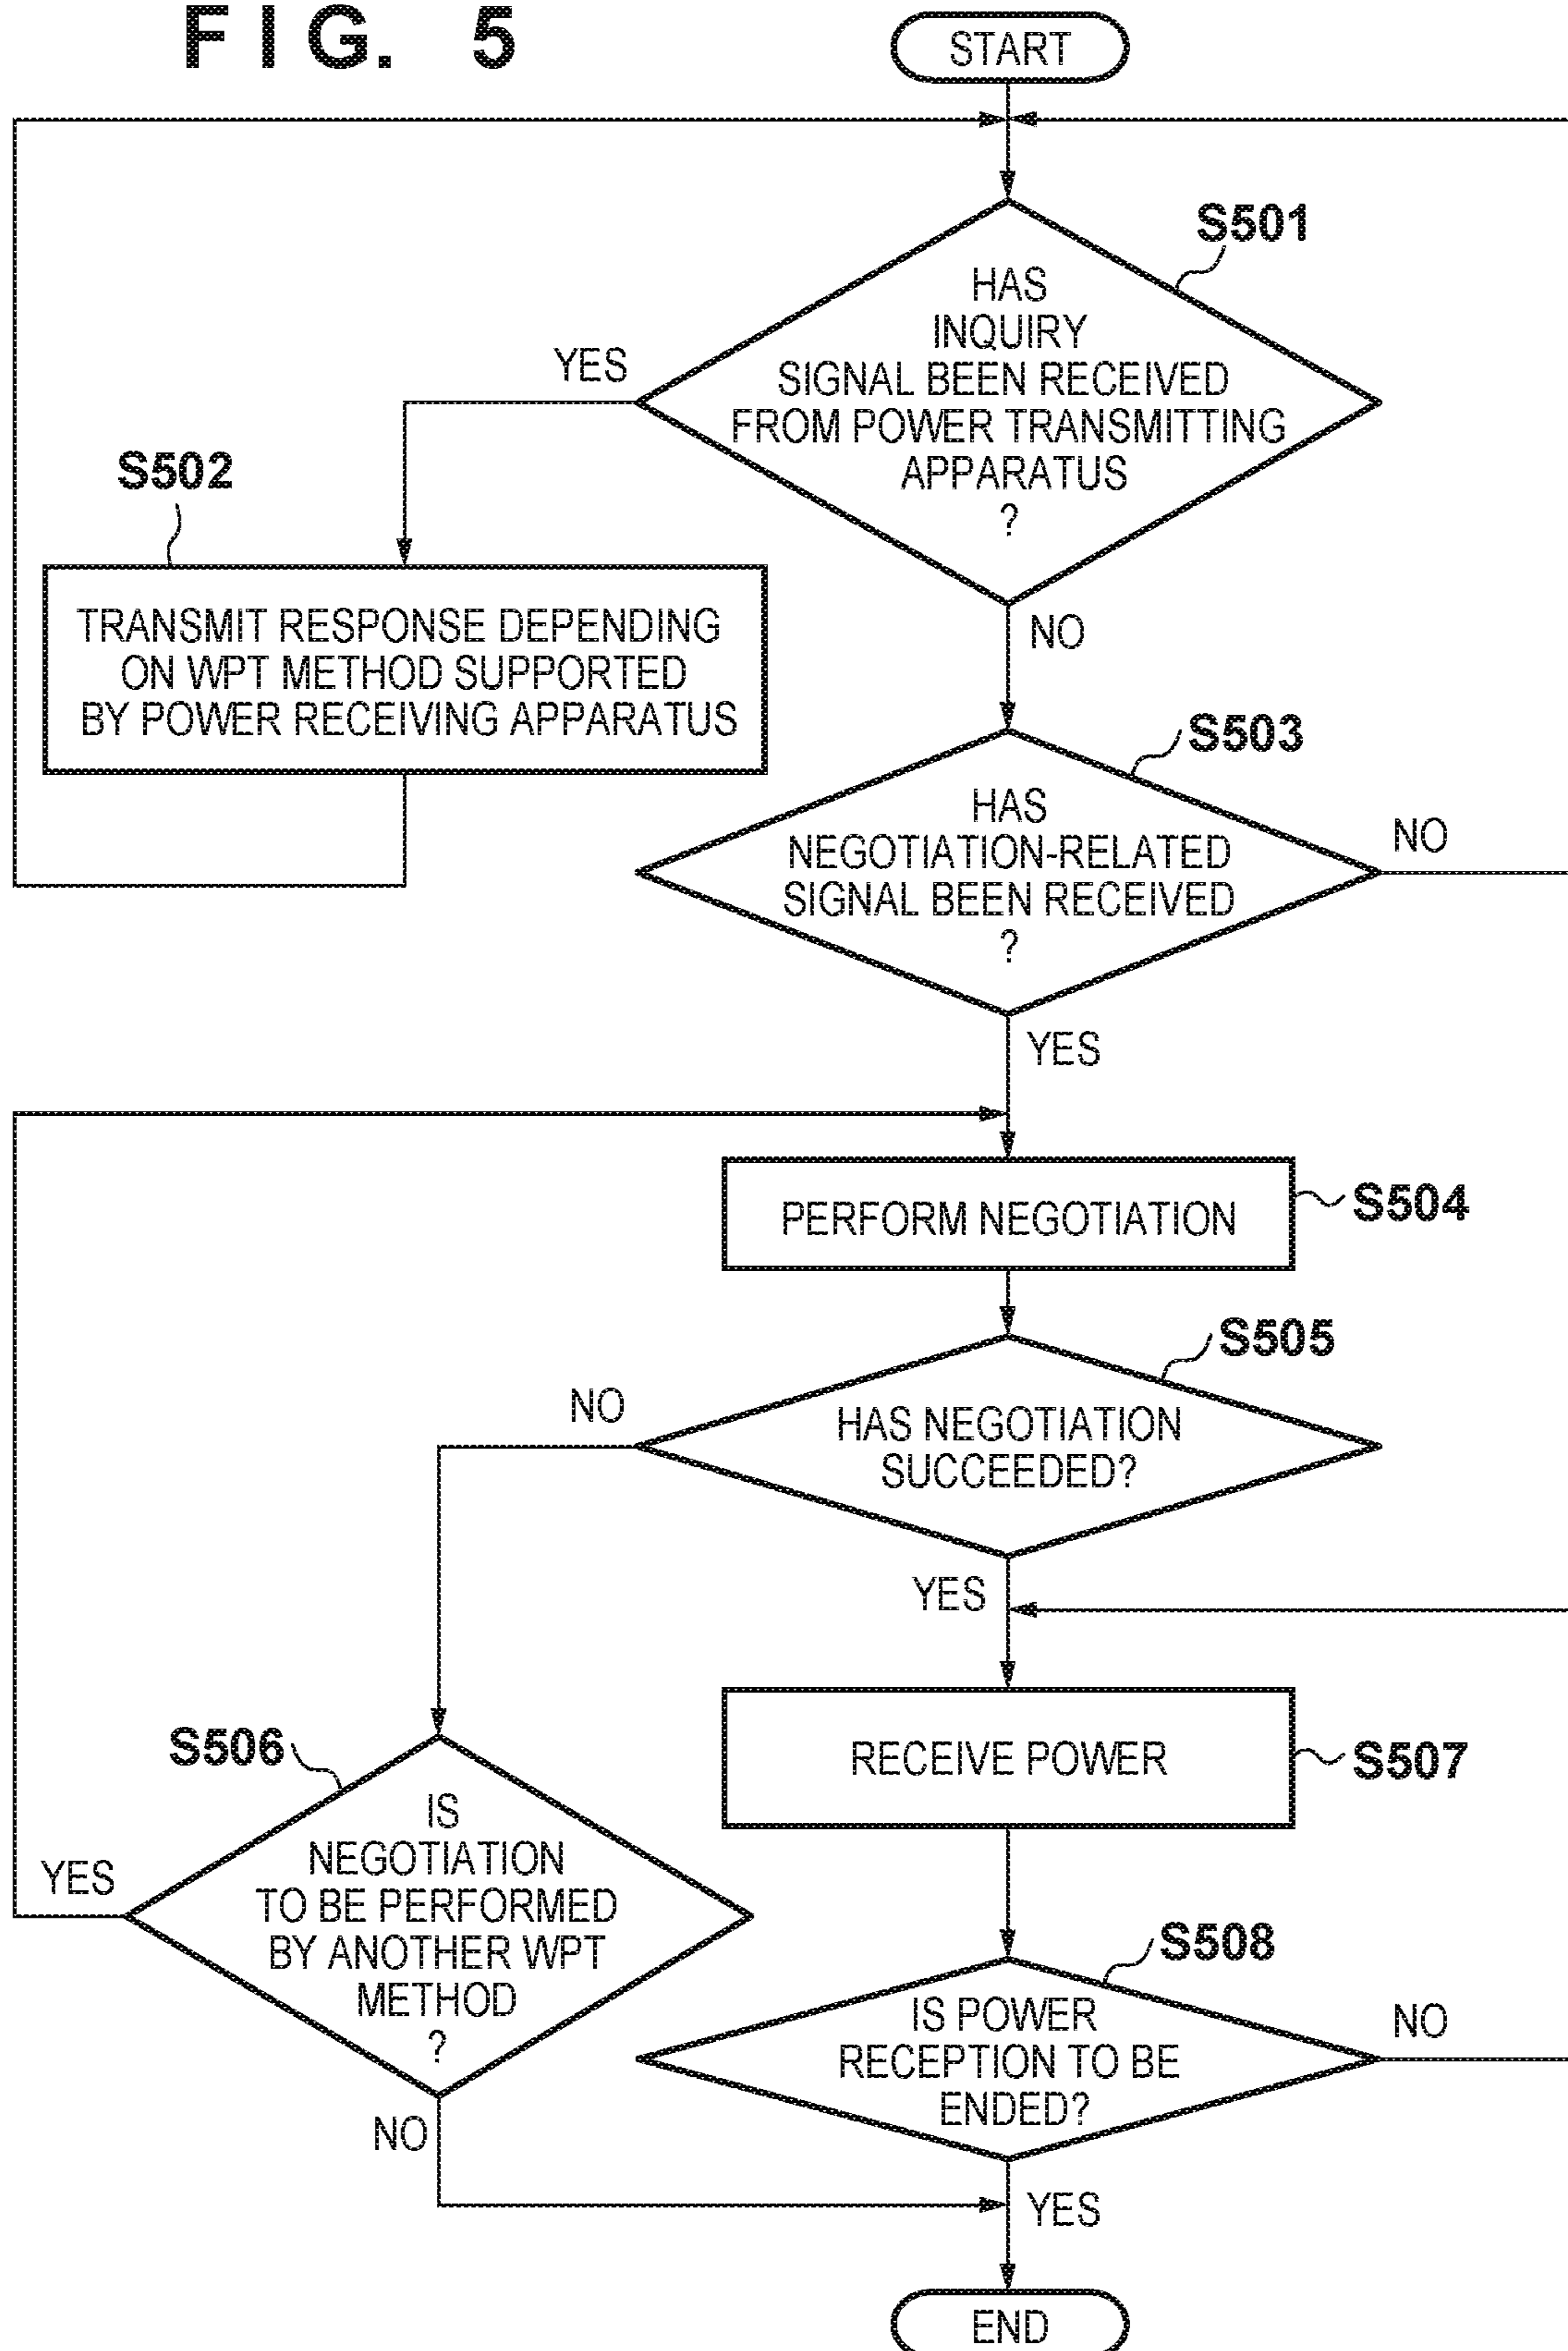 FIG. 5
START
S501
HAS
INQUIRY
SIGNAL BEEN RECEIVED
FROM POWER TRANSMITTING
APPARATUS
?
YES
NO
S502
TRANSMIT RESPONSE DEPENDING
ON WPT METHOD SUPPORTED
BY POWER RECEIVING APPARATUS
S503
HAS
NEGOTIATION-RELATED
SIGNAL BEEN RECEIVED
?
NO
YES
PERFORM NEGOTIATION
S504
S505
HAS NEGOTIATION
SUCCEEDED?
NO
YES
S506
IS
NEGOTIATION
TO BE PERFORMED
BY ANOTHER WPT
METHOD
?
YES
NO
RECEIVE POWER
S507
S508
IS POWER
RECEPTION TO BE
ENDED?
NO
YES
END